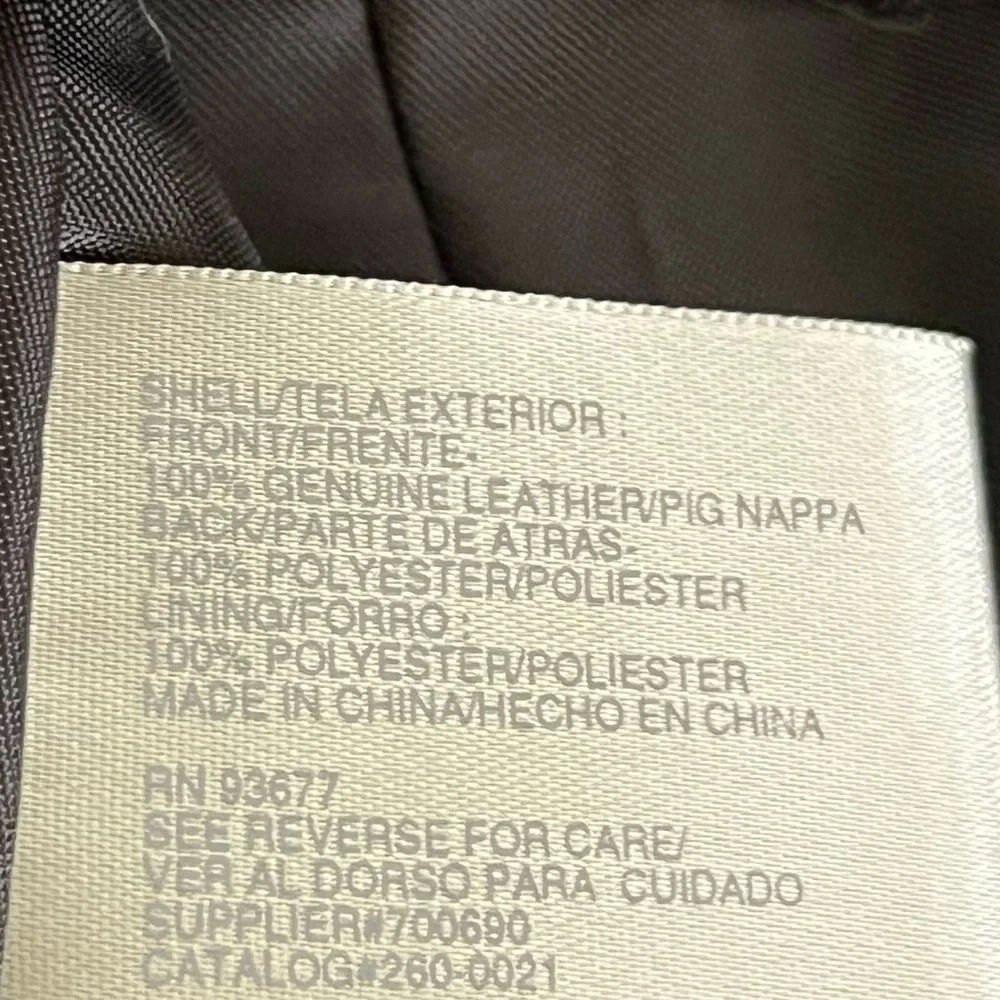 SHELL/TELA EXTERIOR :
FRONT/FRENTE-
100% GENUINE LEATHER/PIG NAPPA
BACK/PARTE DE ATRAS-
100% POLYESTER/POLIESTER
LINING/FORRO :
100% POLYESTER/POLIESTER
MADE IN CHINA/HECHO EN CHINA
RN 93677
SEE REVERSE FOR CARE/
VER AL DORSO PARA CUIDADO
SUPPLIER#700690
CATALOG#260-0021